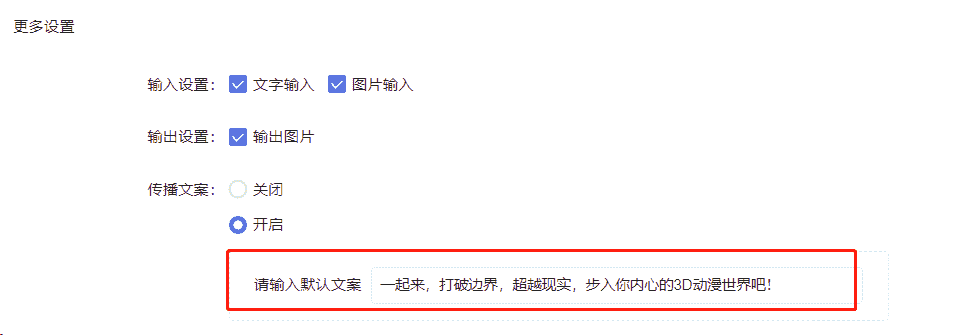 更多设置
输入设置： 文字输入 图片输入
输出设置： 输出图片
传播文案： 关闭
开启
请输入默认文案 一起来，打破边界，超越现实，步入你内心的3D动漫世界吧！